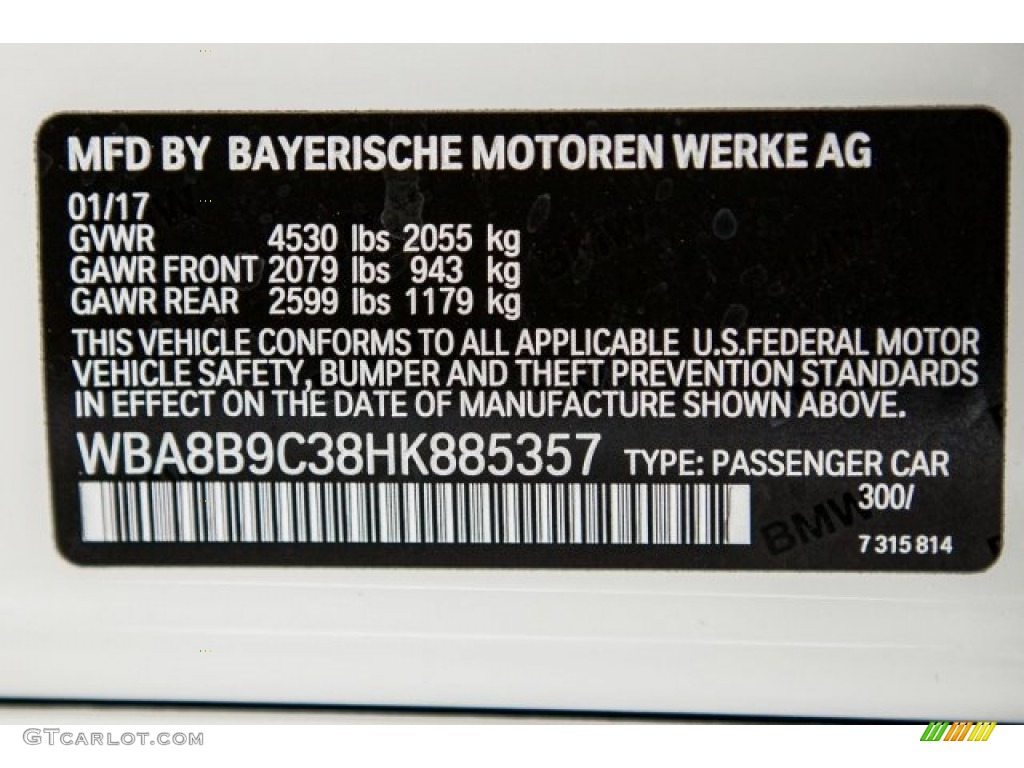 MFD BY BAYERISCHE MOTOREN WERKE AG
01/17
GVWR 4530 lbs 2055 kg
GAWR FRONT 2079 lbs 943 kg
GAWR REAR 2599 lbs 1179 kg
THIS VEHICLE CONFORMS TO ALL APPLICABLE U.S.FEDERAL MOTOR
VEHICLE SAFETY, BUMPER AND THEFT PREVENTION STANDARDS
IN EFFECT ON THE DATE OF MANUFACTURE SHOWN ABOVE.
WBA8B9C38HK885357 TYPE: PASSENGER CAR
300/
BMW
7 315 814
GTCarLot.com